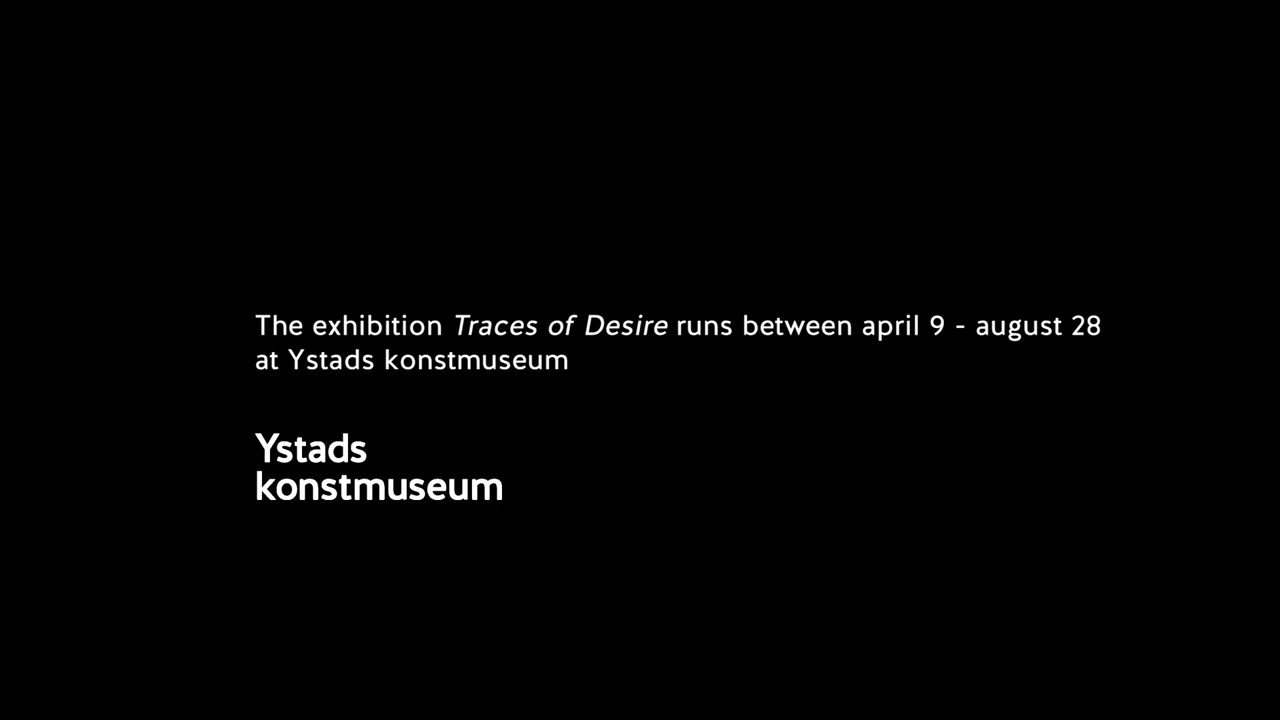 The exhibition Traces of Desire runs between april 9 - august 28
at Ystads konstmuseum
Ystads
konstmuseum